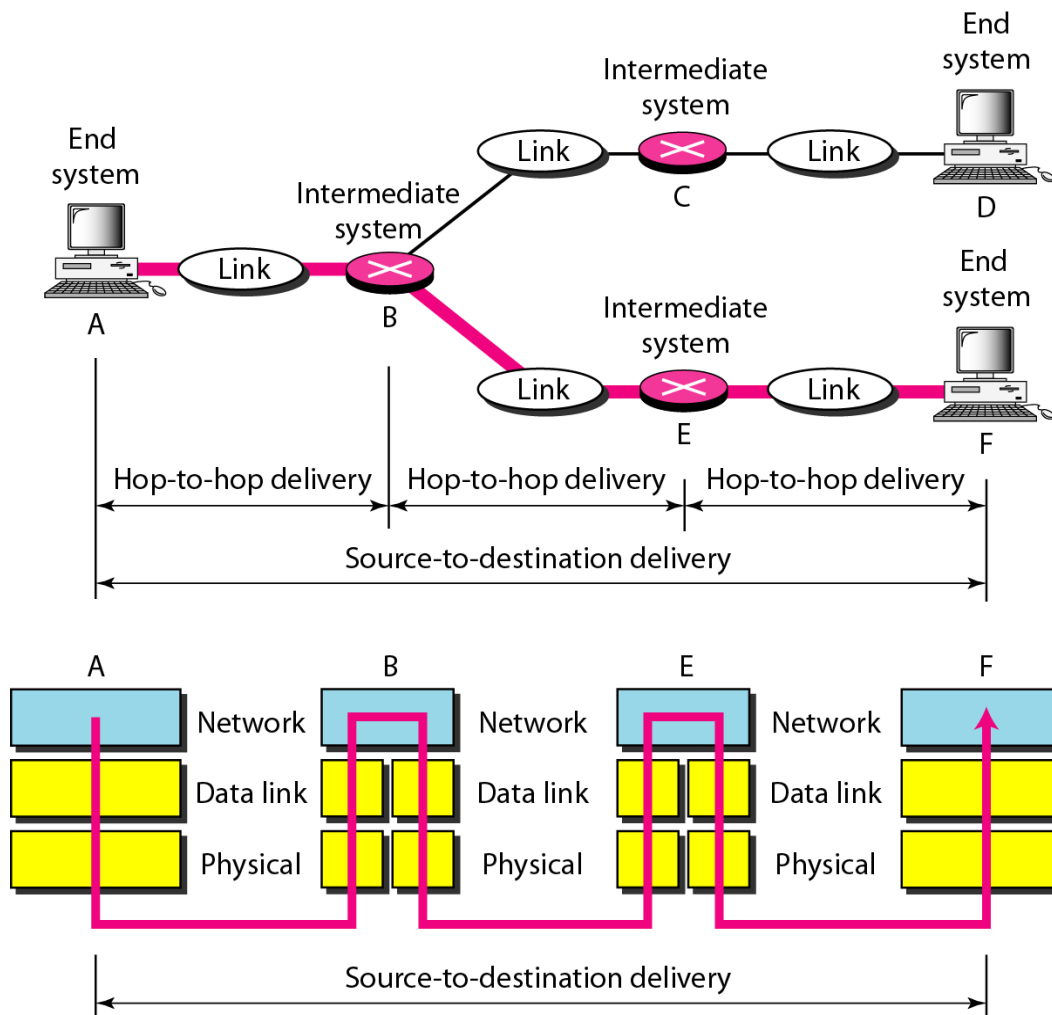 End
system
Intermediate
system
Link
Link
C
D
End
system
Intermediate
system
Link
A
B
End
system
Intermediate
system
Link
Link
E
F
Hop-to-hop delivery
Hop-to-hop delivery
Hop-to-hop delivery
Source-to-destination delivery
A
B
E
F
Network
Network
Network
Data link
Data link
Data link
Physical
Physical
Physical
Source-to-destination delivery